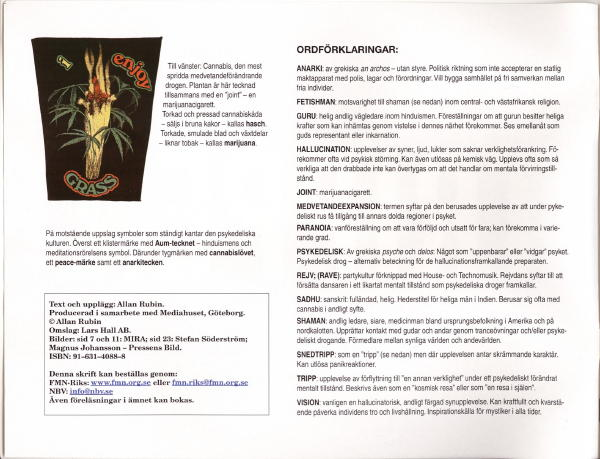 "I enjoy
GRASS
Till vänster: Cannabis, den mest
spridda medvetandeförändrande
drogen. Plantan är här tecknad
tillsammans med en "joint" – en
marijuanacigarett.
Torkad och pressad cannabiskåda
– säljs i bruna kakor – kallas hasch.
Torkade, smulade blad och växtdelar
– liknar tobak – kallas marijuana.
På motstående uppslag symboler som ständigt kantar den psykedeliska
kulturen. Överst ett klistermärke med Aum-tecknet – hinduismens och
meditationsrörelsens symbol. Därunder tygmärken med cannabislövet,
ett peace-märke samt ett anarkitecken.
Text och upplägg: Allan Rubin.
Producerad i samarbete med Mediahuset, Göteborg.
© Allan Rubin
Omslag: Lars Hall AB.
Bilder: sid 7 och 11: MIRA; sid 23: Stefan Söderström;
Magnus Johansson – Pressens Bild.
ISBN: 91–631–4088–8
Denna skrift kan beställas genom:
FMN-Riks: www.fmn.org.se eller fmn.riks@fmn.org.se
NBV: info@nbv.se
Även föreläsningar i ämnet kan bokas.
ORDFÖRKLARINGAR:
ANARKI: av grekiska an archos – utan styre. Politisk riktning som inte accepterar en statlig
maktapparat med polis, lagar och förordningar. Vill bygga samhället på fri samverkan mellan
fria individer.
FETISHMAN: motsvarighet till shaman (se nedan) inom central- och västafrikansk religion.
GURU: helig andlig vägledare inom hinduismen. Föreställningar om att gurun besitter heliga
krafter som kan inhämtas genom vistelse i dennes närhet förekommer. Ses emellanåt som
guds representant eller inkarnation.
HALLUCINATION: upplevelser av syner, ljud, lukter som saknar verklighetsförankring. Fö-
rekommer ofta vid psykisk störning. Kan även utlösas på kemisk väg. Upplevs ofta som så
verkliga att den drabbade inte kan övertygas om att det handlar om mentala förvirringstill-
stånd.
JOINT: marijuanacigarett.
MEDVETANDEEXPANSION: termen syftar på den berusades upplevelse av att under pyke-
deliskt rus få tillgång till annars dolda regioner i psyket.
PARANOIA: vanföreställning om att vara förföljd och utsatt för fara; kan förekomma i varie-
rande grad.
PSYKEDELISK: Av grekiska psyche och delos: Något som "uppenbarar" eller "vidgar" psyket.
Psykedelisk drog – alternativ beteckning för de hallucinationsframkallande preparaten.
REJV; (RAVE): partykultur förknippad med House- och Technomusik. Rejvdans syftar till att
försätta dansaren i ett likartat mentalt tillstånd som psykedeliska droger framkallar.
SADHU: sanskrit: fulländad, helig. Hederstitel för heliga män i Indien. Berusar sig ofta med
cannabis i andligt syfte.
SHAMAN: andlig ledare, siare, medicinman bland ursprungsbefolkning i Amerika och på
nordkalotten. Upprättar kontakt med gudar och andar genom tranceövningar och/eller psyke-
deliskt drogande. Förmedlare mellan synliga världen och andevärlden.
SNEDTRIPP: som en "tripp" (se nedan) men där upplevelsen antar skrämmande karaktär.
Kan utlösa panikreaktioner.
TRIPP: upplevelse av förflyttning till "en annan verklighet" under ett psykedeliskt förändrat
mentalt tillstånd. Beskrivs även som en "kosmisk resa" eller som "en resa i själen".
VISION: vanligen en hallucinatorisk, andligt färgad synupplevelse. Kan kraftfullt och kvarstå-
ende påverka individens tro och livshållning. Inspirationskälla för mystiker i alla tider.